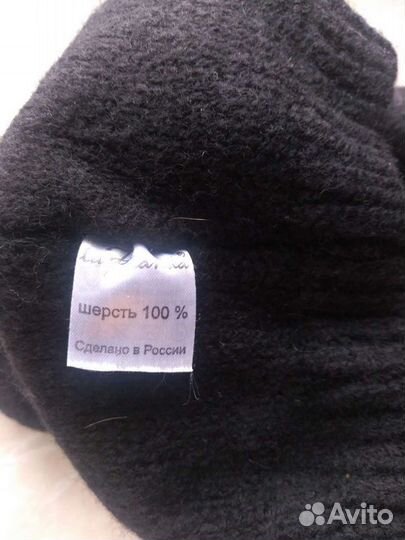 шерсть 100 %
Сделано в России
Avito